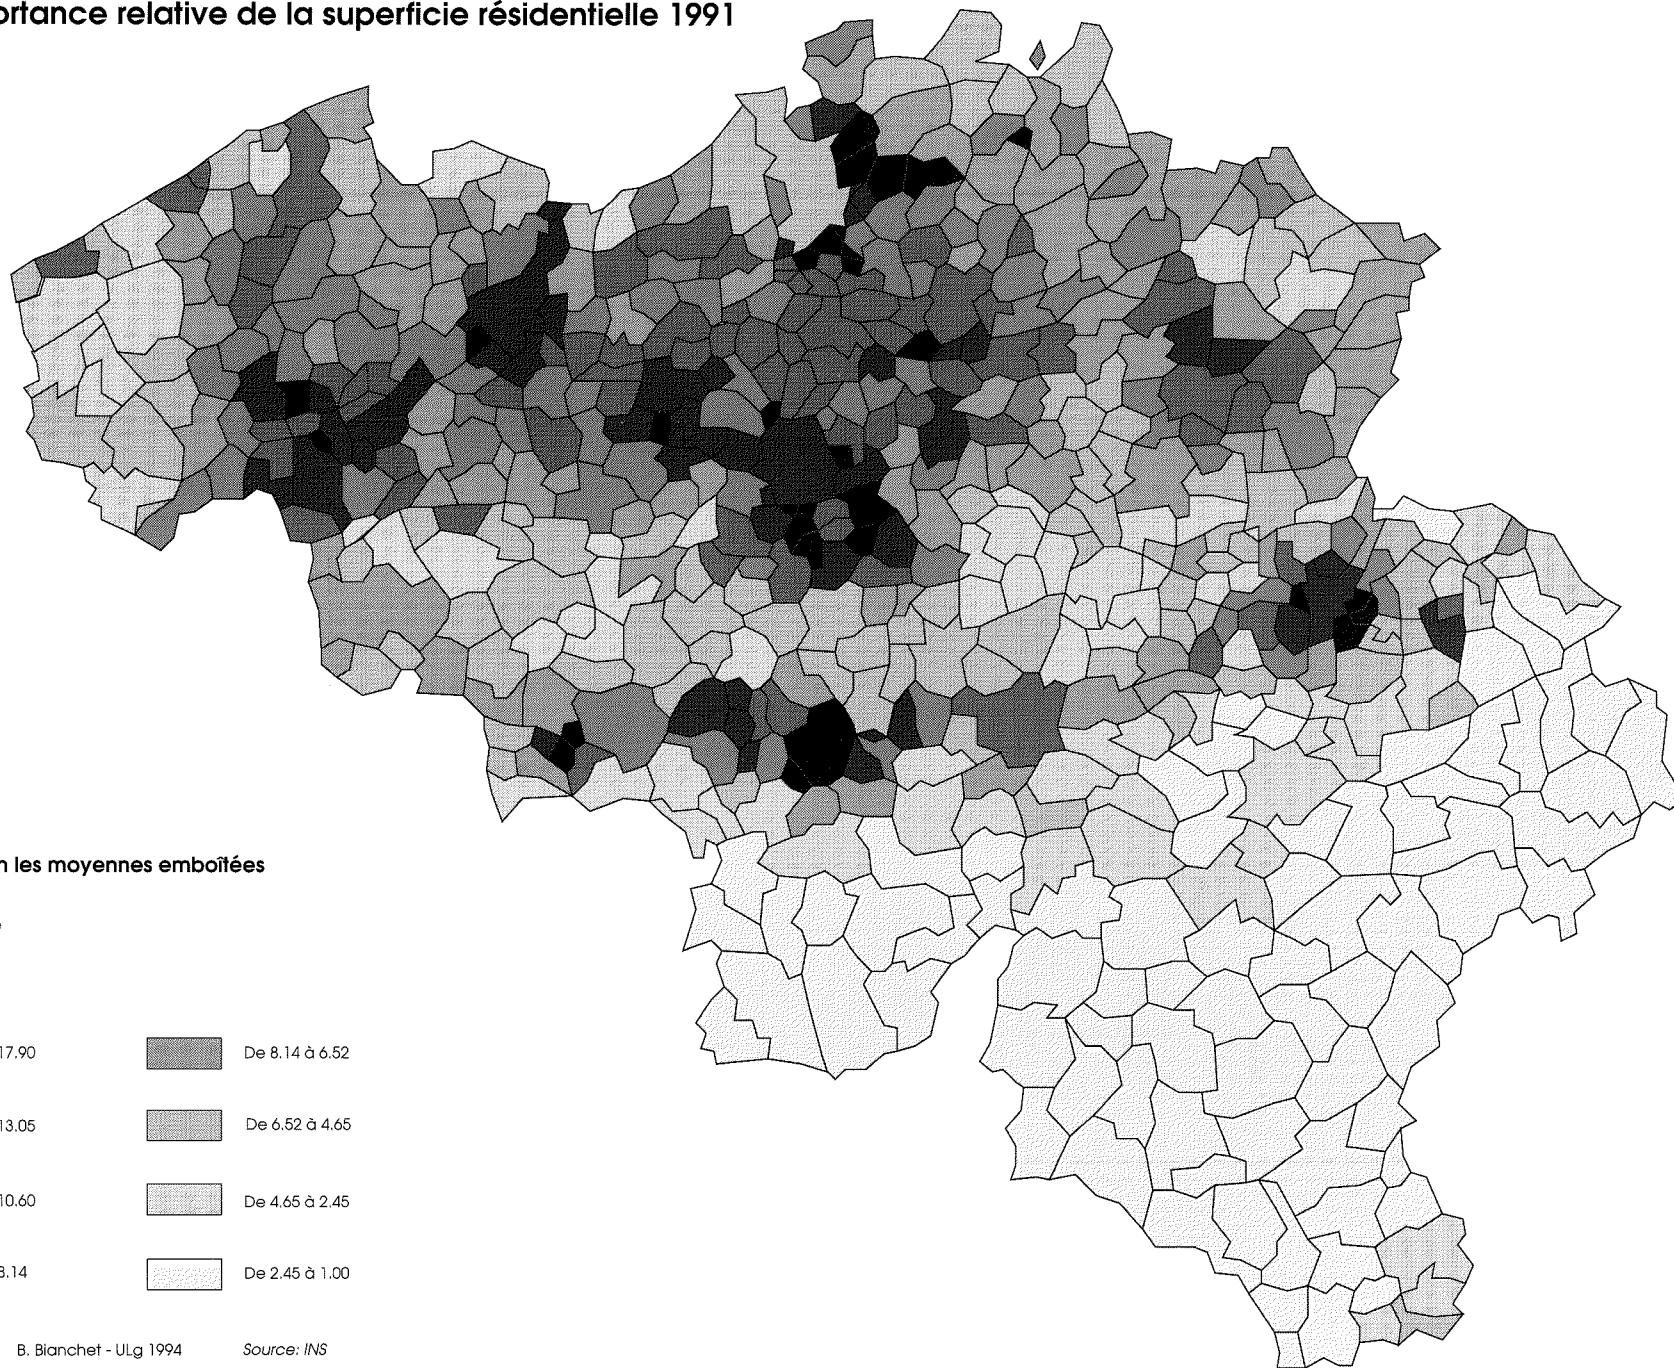 ortance relative de la superficie résidentielle 1991
n les moyennes emboîtées
17.90
De 8.14 à 6.52
13.05
De 6.52 à 4.65
10.60
De 4.65 à 2.45
8.14
De 2.45 à 1.00
B. Bianchet - ULg 1994
Source: INS